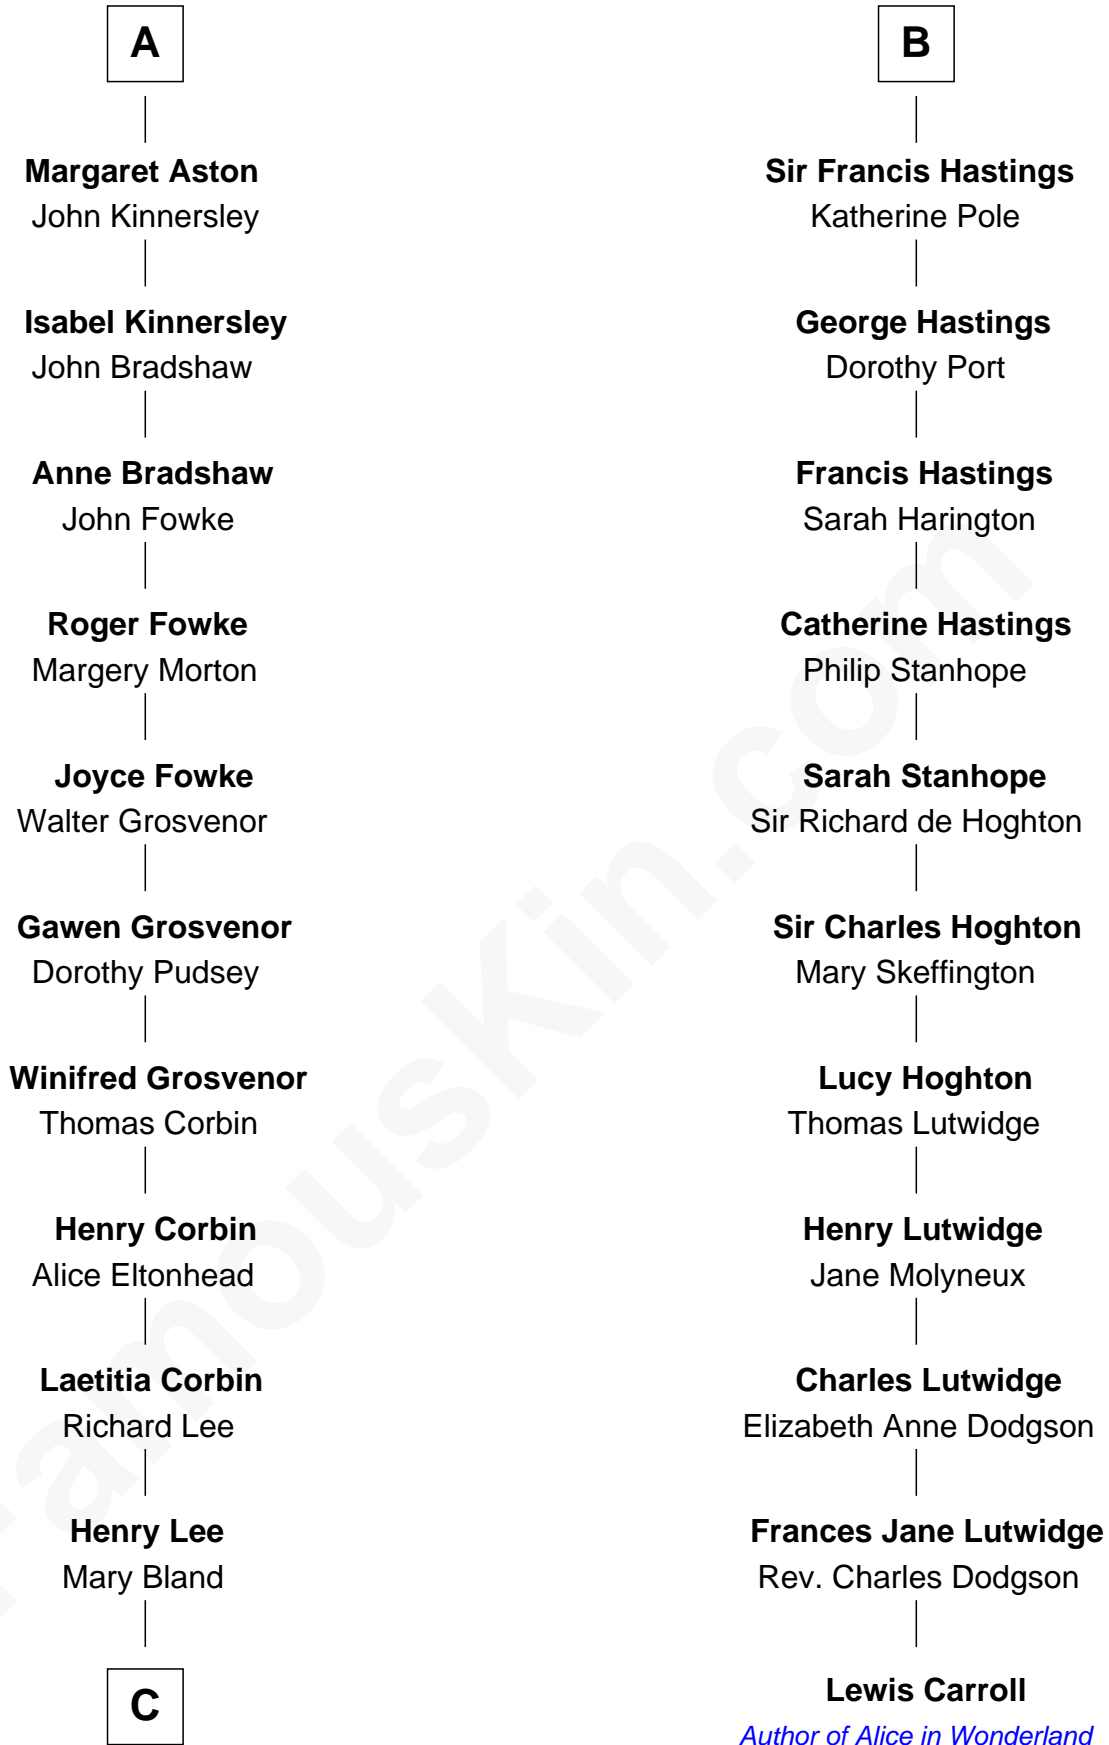 A
Margaret Aston
John Kinnersley
Isabel Kinnersley
John Bradshaw
Anne Bradshaw
John Fowke
Roger Fowke
Margery Morton
Joyce Fowke
Walter Grosvenor
Gawen Grosvenor
Dorothy Pudsey
Winifred Grosvenor
Thomas Corbin
Henry Corbin
Alice Eltonhead
Laetitia Corbin
Richard Lee
Henry Lee
Mary Bland
C
B
Sir Francis Hastings
Katherine Pole
George Hastings
Dorothy Port
Francis Hastings
Sarah Harington
Catherine Hastings
Philip Stanhope
Sarah Stanhope
Sir Richard de Hoghton
Sir Charles Hoghton
Mary Skeffington
Lucy Hoghton
Thomas Lutwidge
Henry Lutwidge
Jane Molyneux
Charles Lutwidge
Elizabeth Anne Dodgson
Frances Jane Lutwidge
Rev. Charles Dodgson
Lewis Carroll
Author of Alice in Wonderland
FamousKin.com